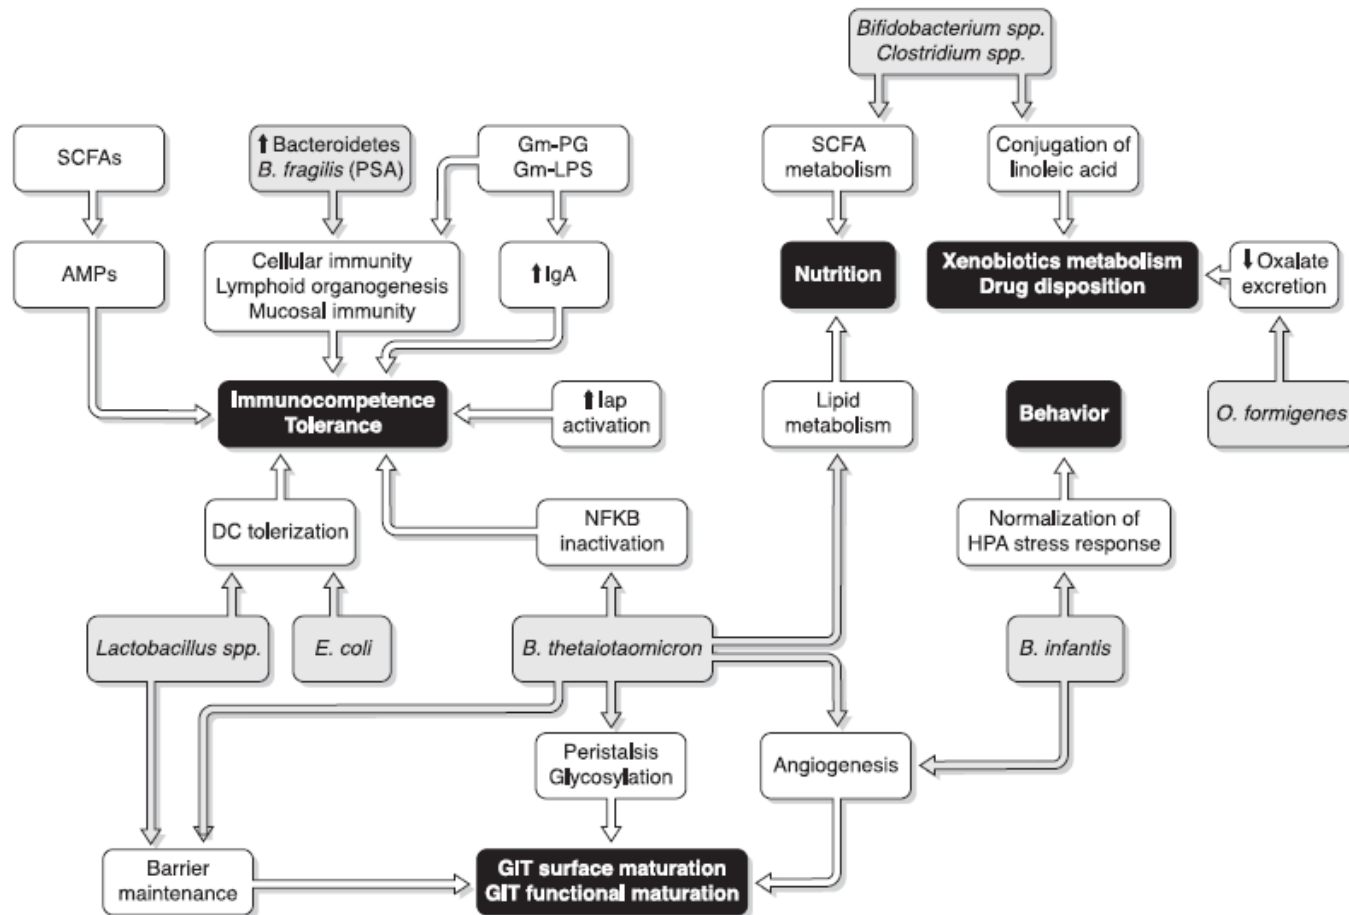 Bifidobacterium spp.
Clostridium spp.
SCFAs
⬆ Bacteroidetes
B. fragilis (PSA)
Gm-PG
Gm-LPS
SCFA
metabolism
Conjugation of
linoleic acid
AMPs
Cellular immunity
Lymphoid organogenesis
Mucosal immunity
⬆ IgA
Nutrition
Xenobiotics metabolism
Drug disposition
⬇ Oxalate
excretion
Immunocompetence
Tolerance
⬆ Iap
activation
Lipid
metabolism
Behavior
O. formigenes
DC tolerization
NFKB
inactivation
Normalization of
HPA stress response
Lactobacillus spp.
E. coli
B. thetaiotaomicron
B. infantis
Peristalsis
Glycosylation
Angiogenesis
Barrier
maintenance
GIT surface maturation
GIT functional maturation